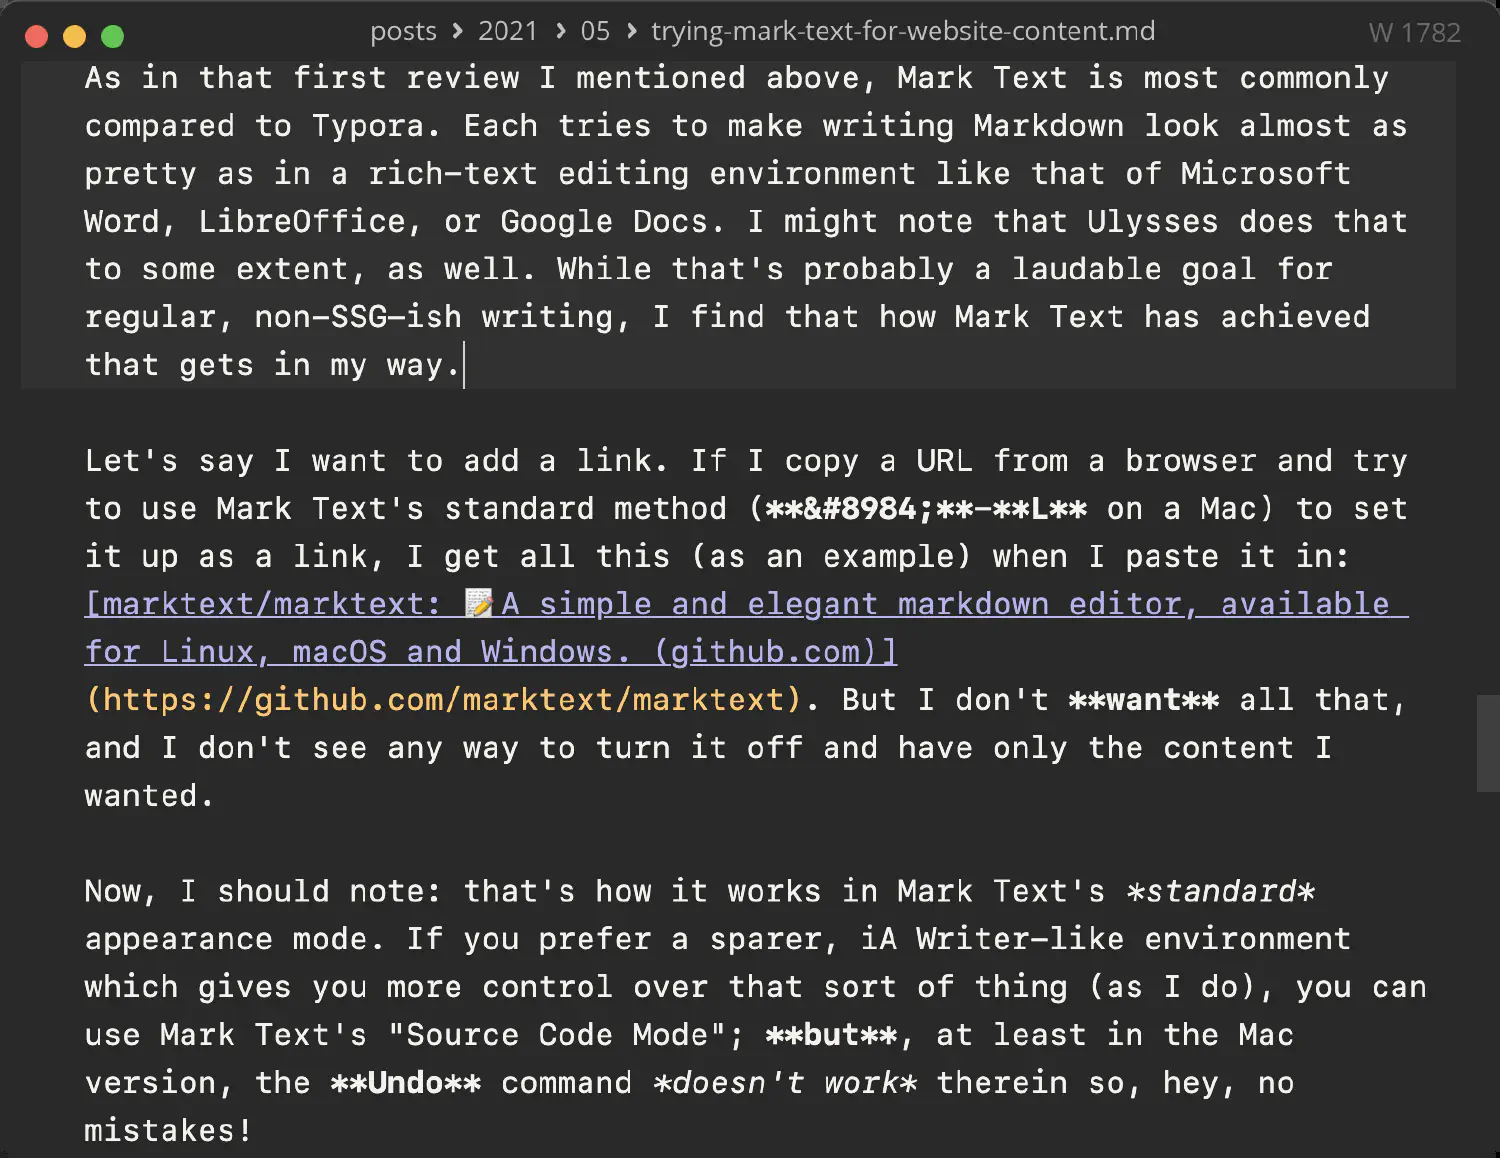 posts › 2021 › 05 › trying-mark-text-for-website-content.md W 1782
As in that first review I mentioned above, Mark Text is most commonly
compared to Typora. Each tries to make writing Markdown look almost as
pretty as in a rich-text editing environment like that of Microsoft
Word, LibreOffice, or Google Docs. I might note that Ulysses does that
to some extent, as well. While that's probably a laudable goal for
regular, non-SSG-ish writing, I find that how Mark Text has achieved
that gets in my way.
Let's say I want to add a link. If I copy a URL from a browser and try
to use Mark Text's standard method (**&#8984;**-**L** on a Mac) to set
it up as a link, I get all this (as an example) when I paste it in:
[marktext/marktext: 📝A simple and elegant markdown editor, available
for Linux, macOS and Windows. (github.com)]
(https://github.com/marktext/marktext). But I don't **want** all that,
and I don't see any way to turn it off and have only the content I
wanted.
Now, I should note: that's how it works in Mark Text's *standard*
appearance mode. If you prefer a sparer, iA Writer-like environment
which gives you more control over that sort of thing (as I do), you can
use Mark Text's "Source Code Mode"; **but**, at least in the Mac
version, the **Undo** command *doesn't work* therein so, hey, no
mistakes!